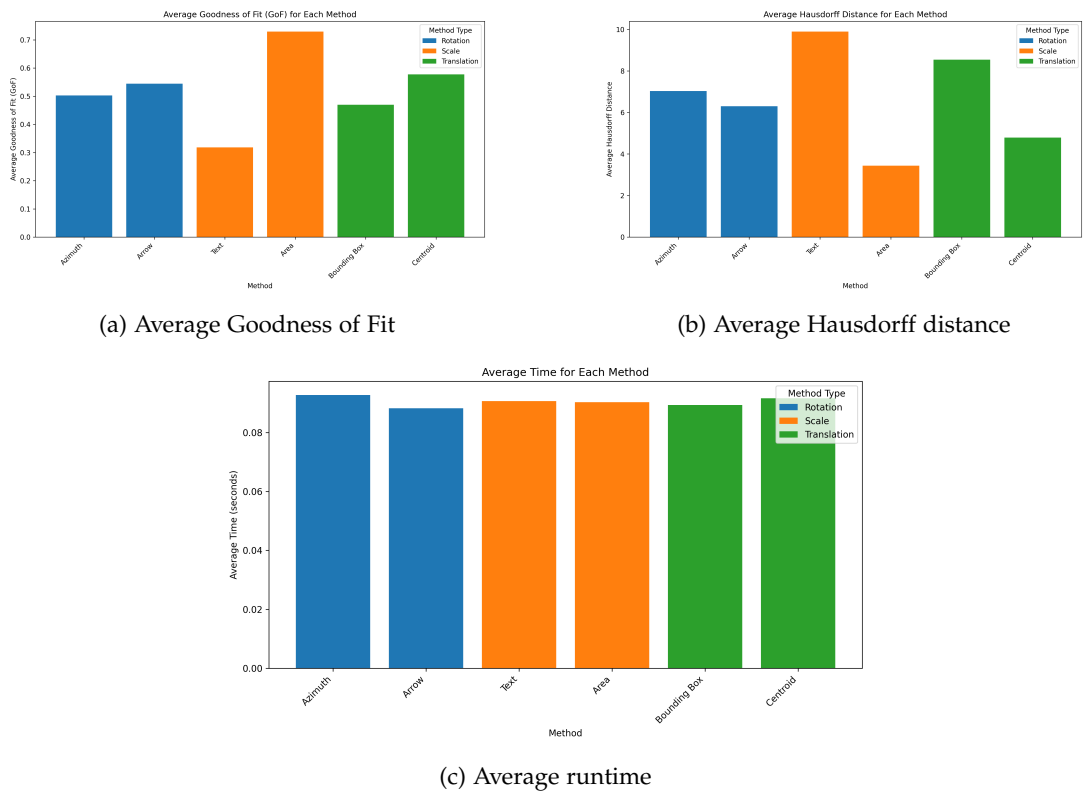 Average Goodness of Fit (GoF) for Each Method
Average Goodness of Fit (GoF)
0.7
0.6
0.5
0.4
0.3
0.2
0.1
0.0
Method Type
Rotation
Scale
Translation
Azimuth
Arrow
Text
Area
Bounding Box
Centroid
Method
(a) Average Goodness of Fit
Average Hausdorff Distance for Each Method
Average Hausdorff Distance
10
8
6
4
2
0
Method Type
Rotation
Scale
Translation
Azimuth
Arrow
Text
Area
Bounding Box
Centroid
Method
(b) Average Hausdorff distance
Average Time for Each Method
Average Time (seconds)
0.08
0.06
0.04
0.02
0.00
Method Type
Rotation
Scale
Translation
Azimuth
Arrow
Text
Area
Bounding Box
Centroid
Method
(c) Average runtime